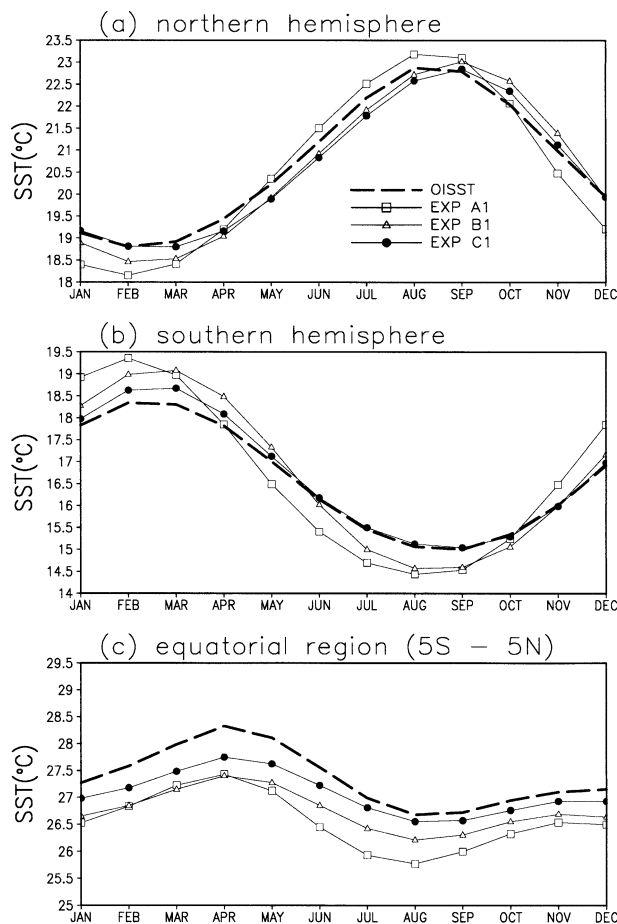 (a) northern hemisphere
SST(°C)
23.5
23
22.5
22
21.5
21
20.5
20
19.5
19
18.5
18
OISST
EXP A1
EXP B1
EXP C1
JAN FEB MAR APR MAY JUN JUL AUG SEP OCT NOV DEC
(b) southern hemisphere
SST(°C)
19.5
19
18.5
18
17.5
17
16.5
16
15.5
15
14.5
14
JAN FEB MAR APR MAY JUN JUL AUG SEP OCT NOV DEC
(c) equatorial region (5S – 5N)
SST(°C)
29.5
29
28.5
28
27.5
27
26.5
26
25.5
25
JAN FEB MAR APR MAY JUN JUL AUG SEP OCT NOV DEC